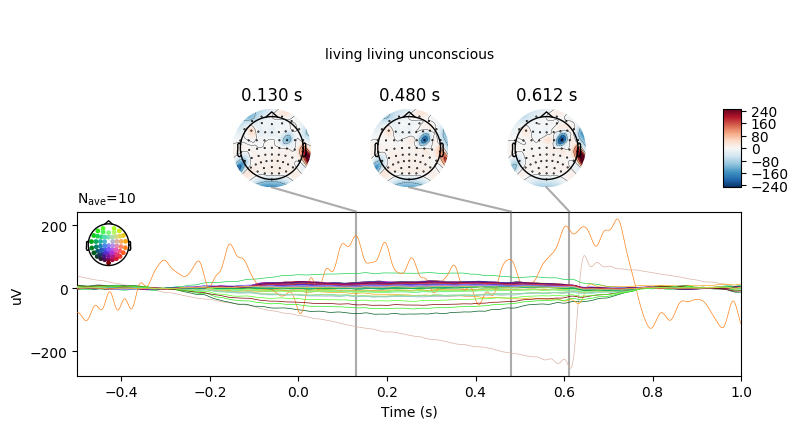 living living unconscious
0.130 s 0.480 s 0.612 s
240
160
80
0
−80
−160
−240
Nave=10
200
0
−200
uV
−0.4 −0.2 0.0 0.2 0.4 0.6 0.8 1.0
Time (s)